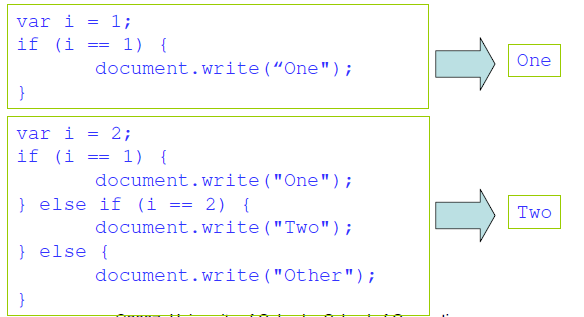 var i = 1;
if (i == 1) {
document.write(“One");
}
One
var i = 2;
if (i == 1) {
document.write("One");
} else if (i == 2) {
document.write("Two");
} else {
document.write("Other");
}
Two